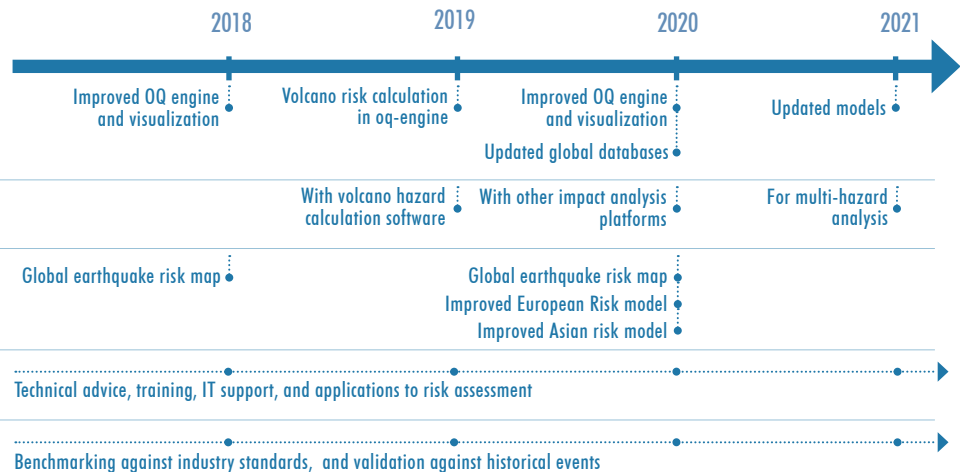 2018 2019 2020 2021
Improved OQ engine
and visualization
Volcano risk calculation
in oq-engine
Improved OQ engine
and visualization
Updated global databases
Updated models
With volcano hazard
calculation software
With other impact analysis
platforms
For multi-hazard
analysis
Global earthquake risk map
Global earthquake risk map
Improved European Risk model
Improved Asian risk model
Technical advice, training, IT support, and applications to risk assessment
Benchmarking against industry standards, and validation against historical events